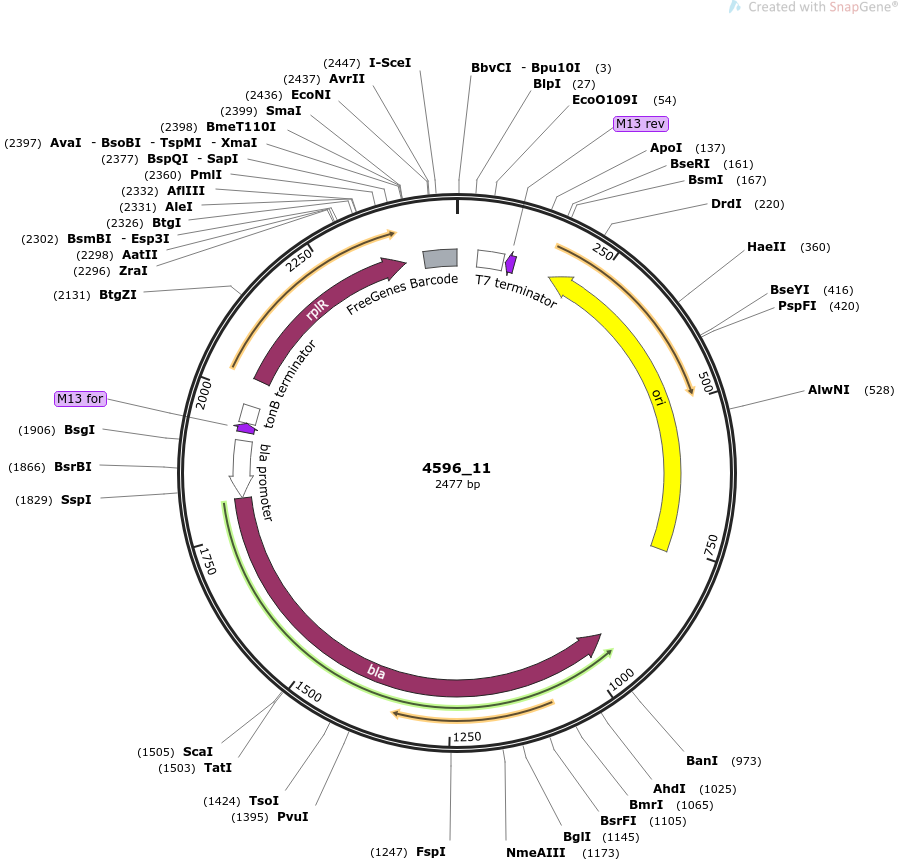 Created with SnapGene®
(2447) I-SceI
(2437) AvrII
(2436) EcoNI
(2399) SmaI
(2398) BmeT110I
(2397) AvaI - BsoBI - TspMI - XmaI
(2377) BspQI - SapI
(2360) PmlI
(2332) AflIII
(2331) AleI
(2326) BtgI
(2302) BsmBI - Esp3I
(2298) AatII
(2296) ZraI
(2131) BtgZI
M13 for
(1906) BsgI
(1866) BsrBI
(1829) SspI
(1505) ScaI
(1503) TatI
(1424) TsoI
(1395) PvuI
(1247) FspI
BbvCI - Bpu10I (3)
BlpI (27)
EcoO109I (54)
M13 rev
ApoI (137)
BseRI (161)
BsmI (167)
DrdI (220)
HaeII (360)
BseYI (416)
PspFI (420)
AlwNI (528)
BanI (973)
AhdI (1025)
BmrI (1065)
BsrFI (1105)
BglI (1145)
NmeAIII (1173)
250
500
750
1000
1250
1500
1750
2000
2250
T7 terminator
ori
bla
bla promoter
tonB terminator
rplR
FreeGenes Barcode
4596_11
2477 bp